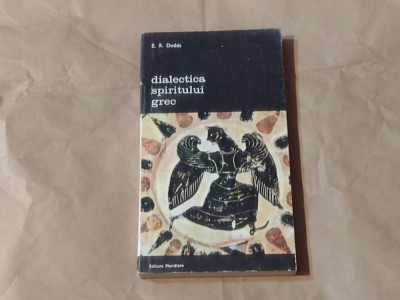 E. R. Dodds
dialectica
spiritului
grec
Editura Meridiane